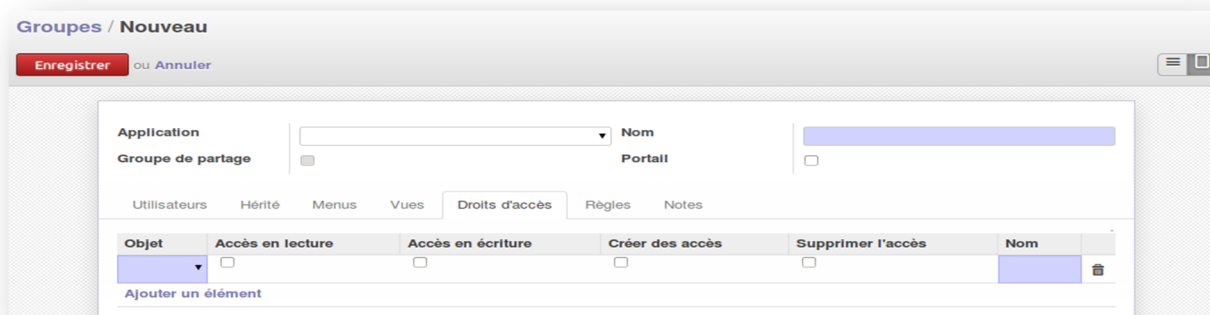 Groupes / Nouveau
Enregistrer ou Annuler
Application Nom
Groupe de partage Portail
Utilisateurs Hérité Menus Vues Droits d'accès Règles Notes
Objet Accès en lecture Accès en écriture Créer des accès Supprimer l'accès Nom
Ajouter un élément